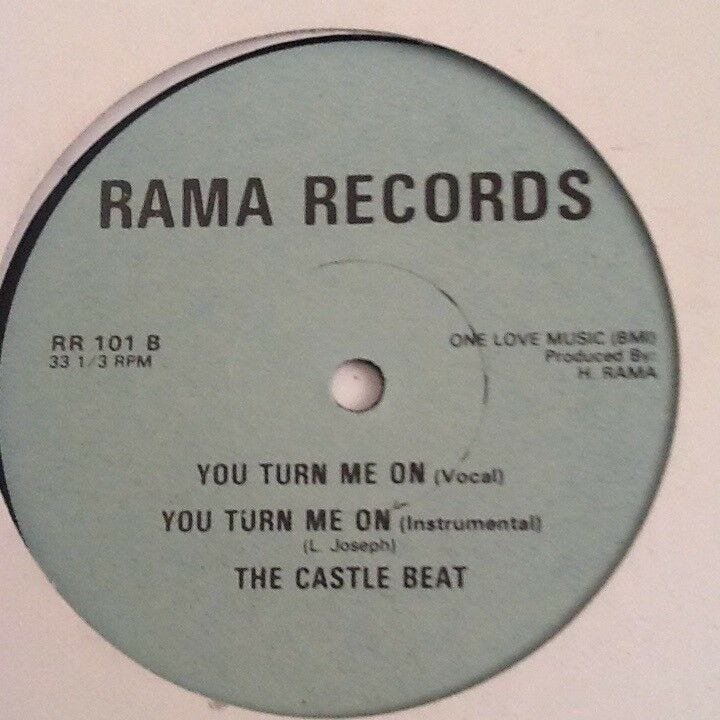 RAMA RECORDS
RR 101 B
33 1/3 RPM
ONE LOVE MUSIC (BMI)
Produced By:
H. RAMA
YOU TURN ME ON (Vocal)
YOU TURN ME ON (Instrumental)
(L. Joseph)
THE CASTLE BEAT